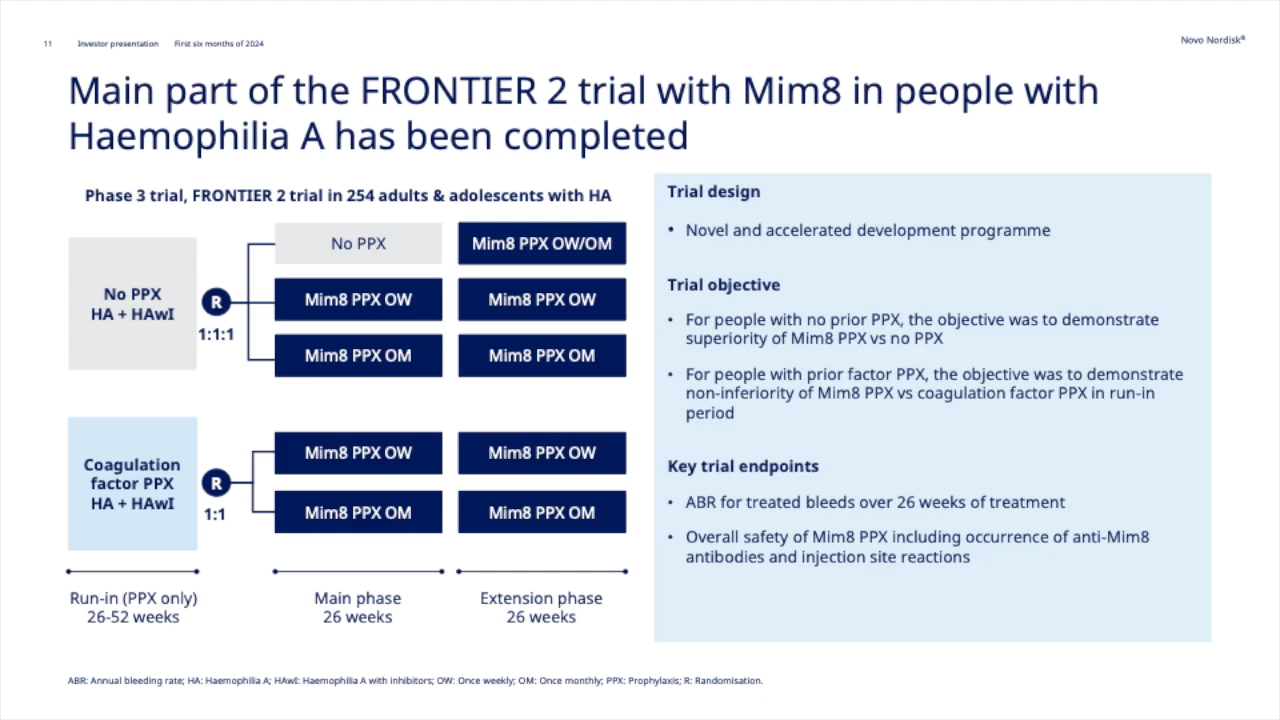 11 Investor presentation First six months of 2024
Novo Nordisk®
Main part of the FRONTIER 2 trial with Mim8 in people with
Haemophilia A has been completed
Phase 3 trial, FRONTIER 2 trial in 254 adults & adolescents with HA
No PPX
HA + HAwI
R
1:1:1
No PPX
Mim8 PPX OW/OM
Mim8 PPX OW
Mim8 PPX OW
Mim8 PPX OM
Mim8 PPX OM
Coagulation
factor PPX
HA + HAwI
R
1:1
Mim8 PPX OW
Mim8 PPX OW
Mim8 PPX OM
Mim8 PPX OM
Run-in (PPX only)
26-52 weeks
Main phase
26 weeks
Extension phase
26 weeks
Trial design
• Novel and accelerated development programme
Trial objective
• For people with no prior PPX, the objective was to demonstrate
superiority of Mim8 PPX vs no PPX
• For people with prior factor PPX, the objective was to demonstrate
non-inferiority of Mim8 PPX vs coagulation factor PPX in run-in
period
Key trial endpoints
• ABR for treated bleeds over 26 weeks of treatment
• Overall safety of Mim8 PPX including occurrence of anti-Mim8
antibodies and injection site reactions
ABR: Annual bleeding rate; HA: Haemophilia A; HAwI: Haemophilia A with inhibitors; OW: Once weekly; OM: Once monthly; PPX: Prophylaxis; R: Randomisation.